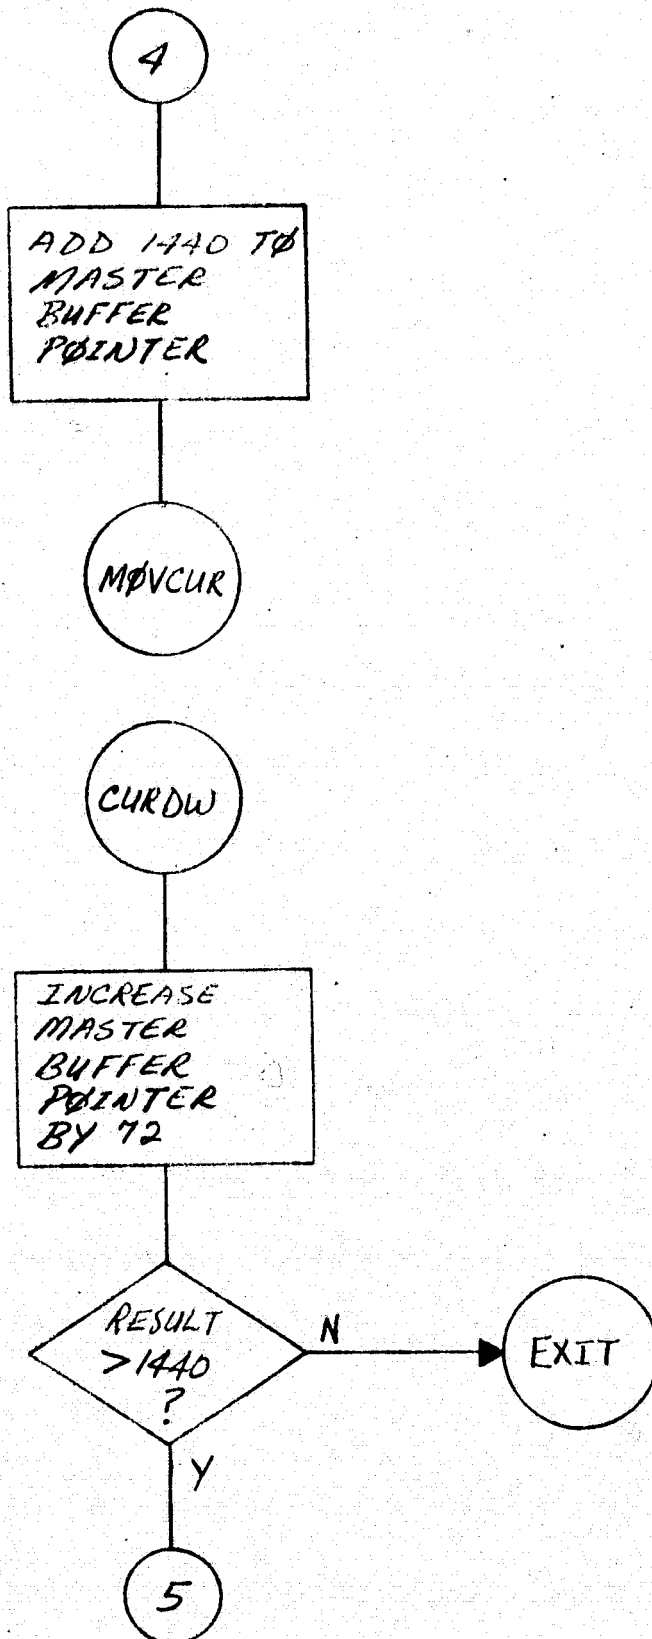 4
ADD 1440 TØ
MASTER
BUFFER
PØINTER
MØVCUR
CURDW
INCREASE
MASTER
BUFFER
PØINTER
BY 72
RESULT
>1440
?
N
EXIT
Y
5